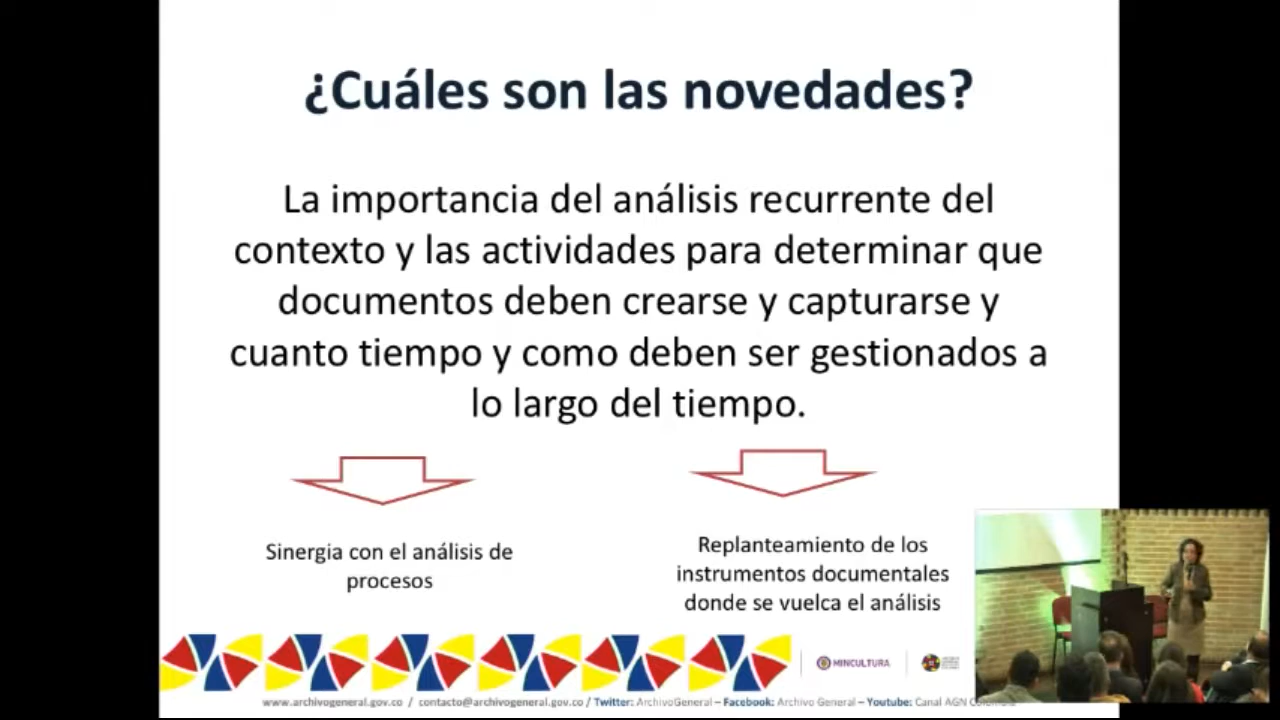 ¿Cuáles son las novedades?
La importancia del análisis recurrente del
contexto y las actividades para determinar que
documentos deben crearse y capturarse y
cuanto tiempo y como deben ser gestionados a
lo largo del tiempo.
Sinergia con el análisis de
procesos
Replanteamiento de los
instrumentos documentales
donde se vuelca el análisis
MINCULTURA
www.archivogeneral.gov.co / contacto@archivogeneral.gov.co / Twitter: ArchivoGeneral – Facebook: Archivo General – Youtube: Canal AGN